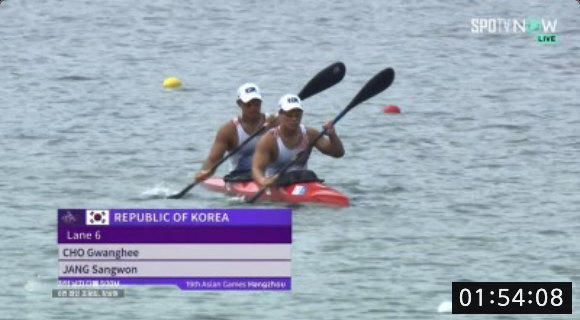 SPOTV NOW
LIVE
REPUBLIC OF KOREA
Lane 6
CHO Gwanghee
JANG Sangwon
19th Asian Games Hangzhou
01:54:08